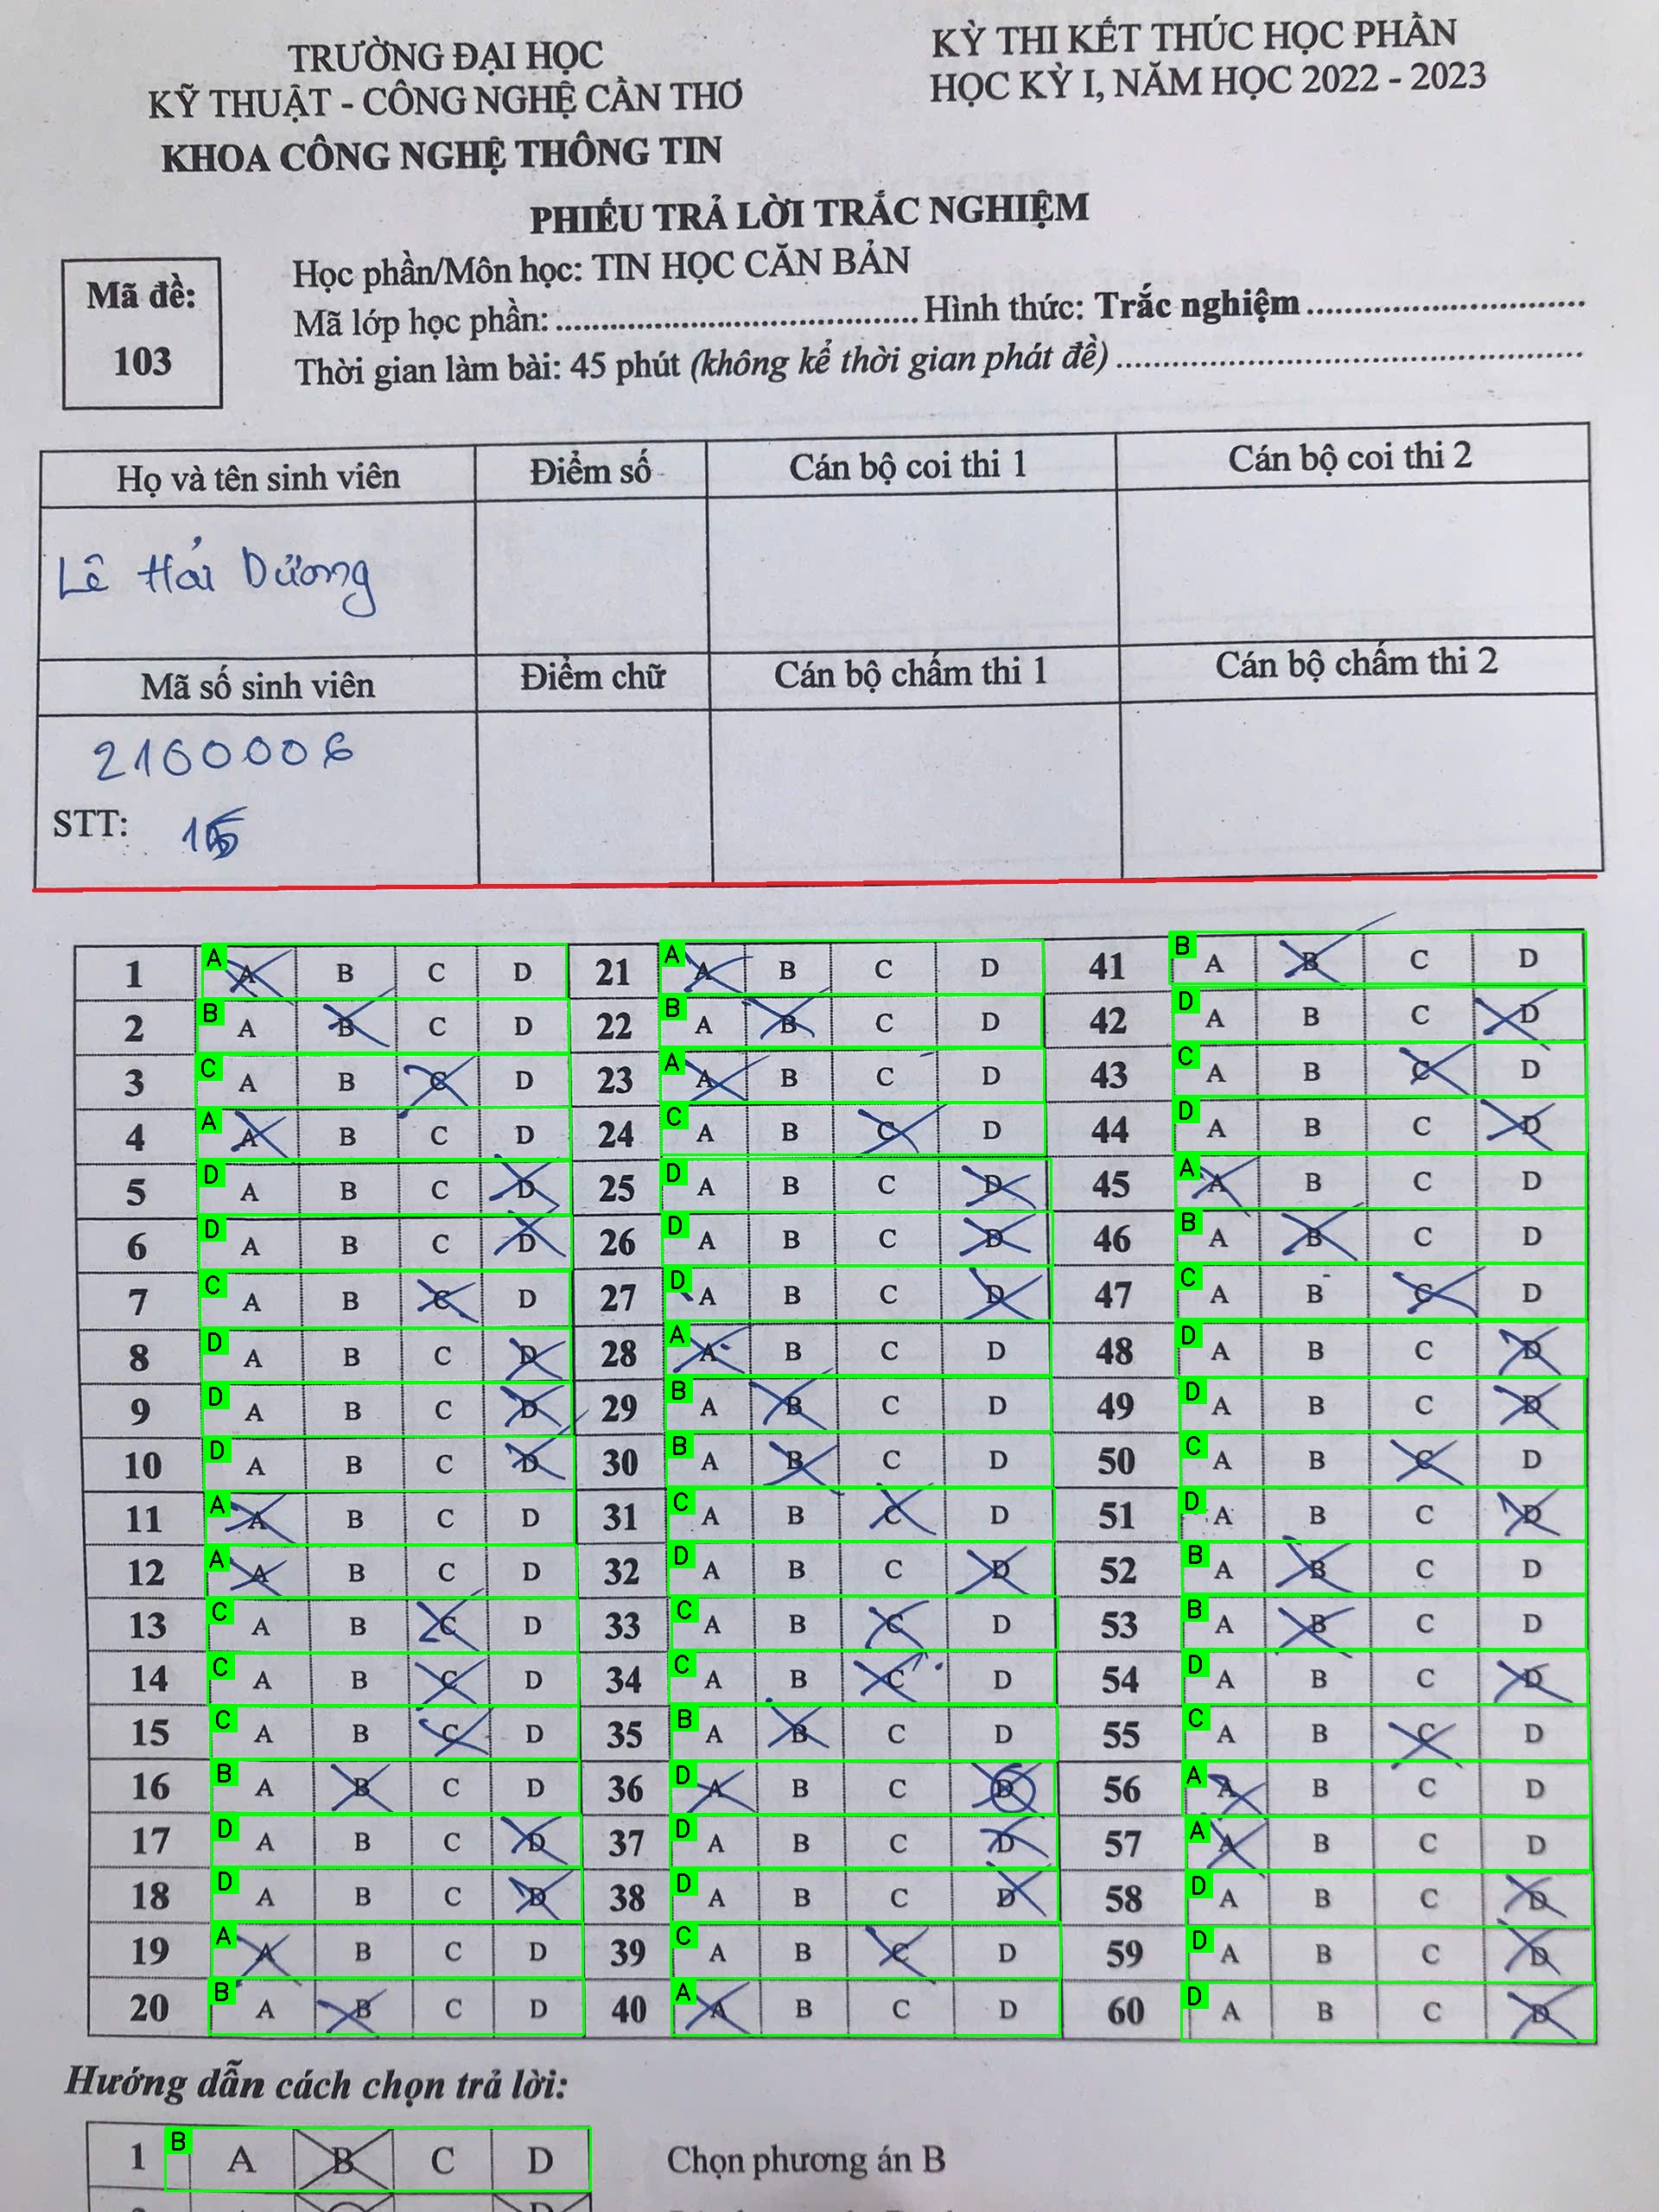 TRƯỜNG ĐẠI HỌC
KỸ THUẬT - CÔNG NGHỆ CẦN THƠ
KHOA CÔNG NGHỆ THÔNG TIN
KỲ THI KẾT THÚC HỌC PHẦN
HỌC KỲ I, NĂM HỌC 2022 - 2023
PHIẾU TRẢ LỜI TRẮC NGHIỆM
Mã đề:
103
Học phần/Môn học: TIN HỌC CĂN BẢN
Mã lớp học phần: Hình thức: Trắc nghiệm
Thời gian làm bài: 45 phút (không kể thời gian phát đề)
Họ và tên sinh viên Điểm số Cán bộ coi thi 1 Cán bộ coi thi 2
Lê Hải Dương
Mã số sinh viên Điểm chữ Cán bộ chấm thi 1 Cán bộ chấm thi 2
2100006
STT:
1 A A B C D 21 A A B C D 41 B A B C D
2 B A B C D 22 B A B C D 42 D A B C D
3 C A B C D 23 A A B C D 43 C A B C D
4 A A B C D 24 C A B C D 44 D A B C D
5 D A B C D 25 D A B C D 45 A A B C D
6 D A B C D 26 D A B C D 46 B A B C D
7 C A B C D 27 D A B C D 47 C A B C D
8 D A B C D 28 A A B C D 48 D A B C D
9 D A B C D 29 B A B C D 49 D A B C D
10 D A B C D 30 B A B C D 50 C A B C D
11 A A B C D 31 C A B C D 51 D A B C D
12 A A B C D 32 D A B C D 52 B A B C D
13 C A B C D 33 C A B C D 53 B A B C D
14 C A B C D 34 C A B C D 54 D A B C D
15 C A B C D 35 B A B C D 55 C A B C D
16 B A B C D 36 D A B C D 56 A A B C D
17 D A B C D 37 D A B C D 57 A A B C D
18 D A B C D 38 D A B C D 58 D A B C D
19 A A B C D 39 C A B C D 59 D A B C D
20 B A B C D 40 A A B C D 60 D A B C D
Hướng dẫn cách chọn trả lời:
1 B A B C D Chọn phương án B